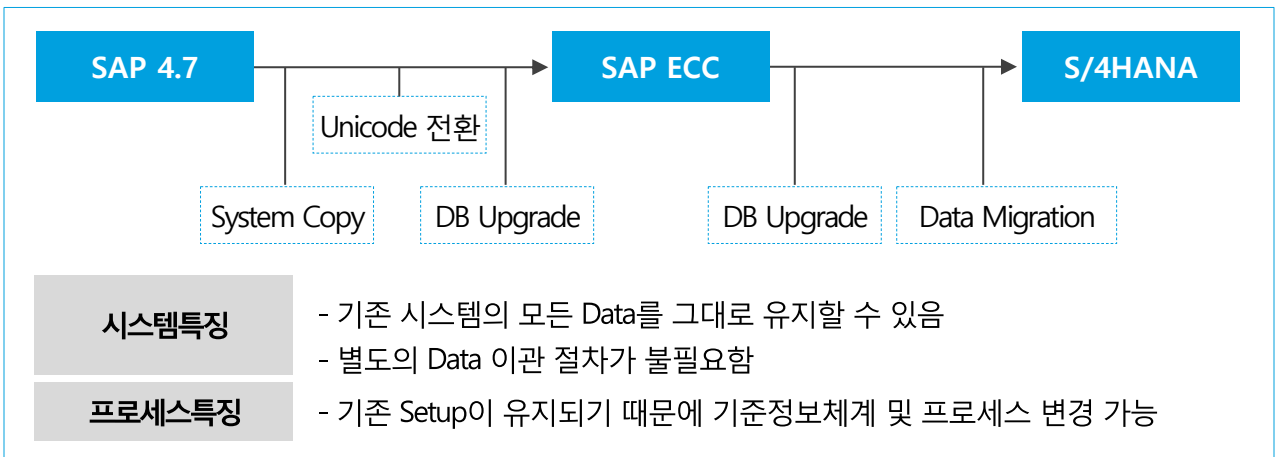 SAP 4.7
SAP ECC
S/4HANA
Unicode 전환
System Copy
DB Upgrade
DB Upgrade
Data Migration
시스템특징
- 기존 시스템의 모든 Data를 그대로 유지할 수 있음
- 별도의 Data 이관 절차가 불필요함
프로세스특징
- 기존 Setup이 유지되기 때문에 기준정보체계 및 프로세스 변경 가능